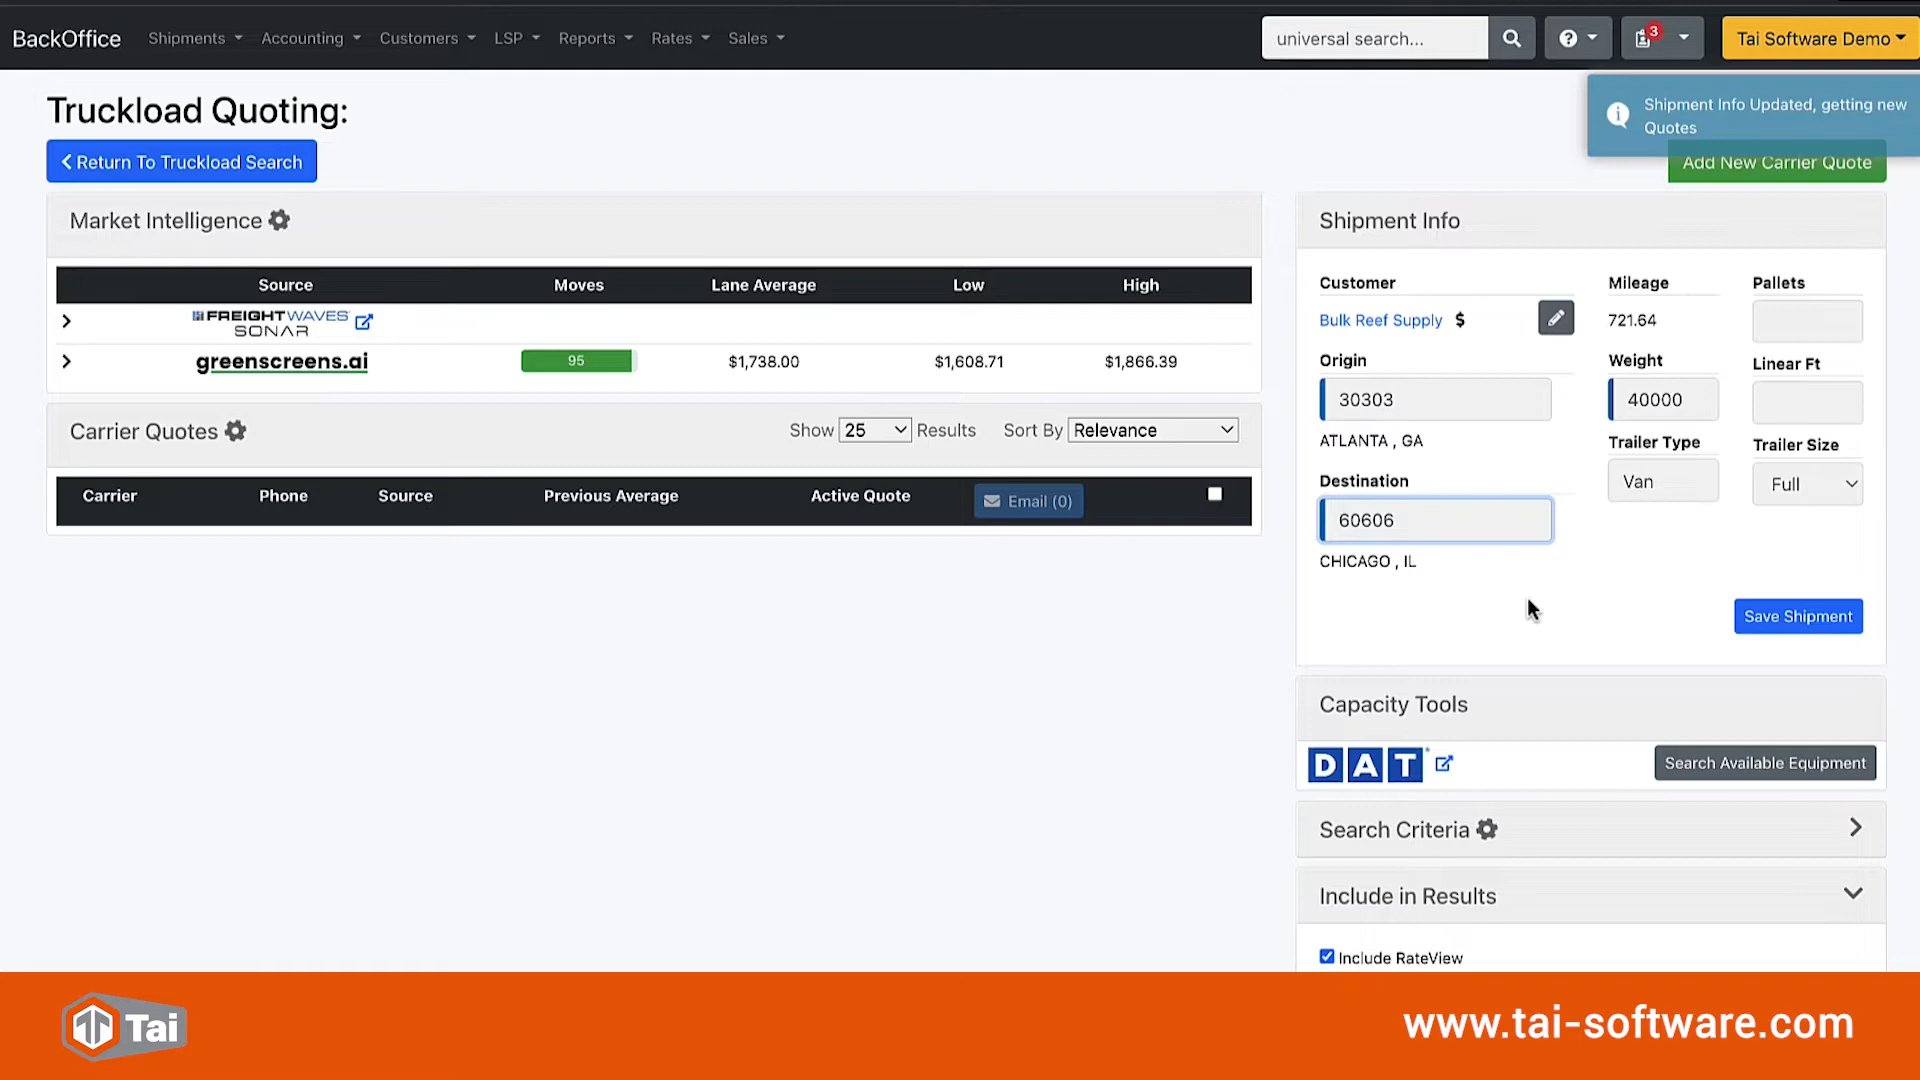 BackOffice Shipments Accounting Customers LSP Reports Rates Sales universal search... 3 Tai Software Demo
Shipment Info Updated, getting new
Quotes
Truckload Quoting:
Return To Truckload Search
Add New Carrier Quote
Market Intelligence
Source Moves Lane Average Low High
FREIGHTWAVES
SONAR
greenscreens.ai 95 $1,738.00 $1,608.71 $1,866.39
Carrier Quotes Show 25 Results Sort By Relevance
Carrier Phone Source Previous Average Active Quote Email (0)
Shipment Info
Customer Mileage Pallets
Bulk Reef Supply $ 721.64
Origin Weight Linear Ft
30303 40000
ATLANTA , GA Trailer Type Trailer Size
Destination Van Full
60606
CHICAGO , IL
Save Shipment
Capacity Tools
DAT Search Available Equipment
Search Criteria
Include in Results
Include RateView
Tai www.tai-software.com